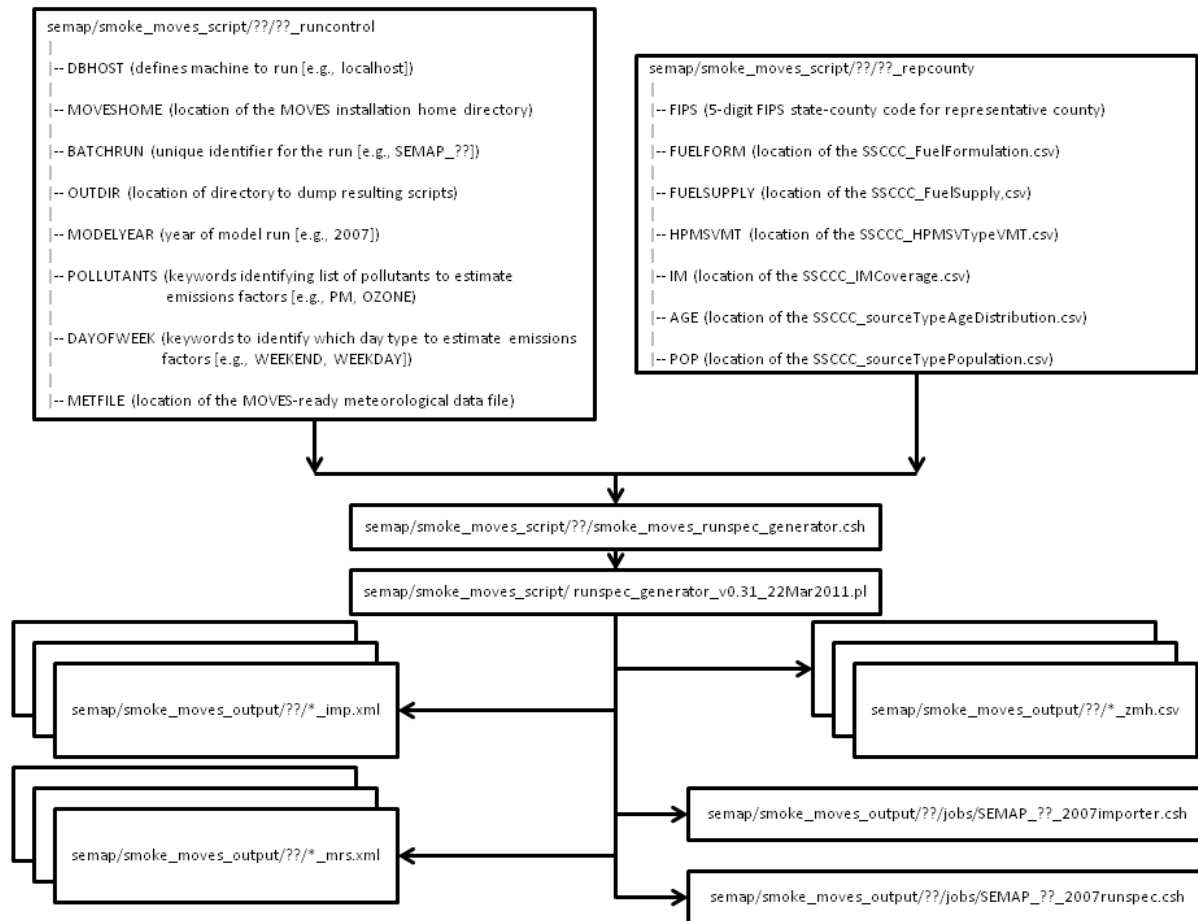 semap/smoke_moves_script/??/??_runcontrol
|-- DBHOST (defines machine to run [e.g., localhost])
|-- MOVESHOME (location of the MOVES installation home directory)
|-- BATCHRUN (unique identifier for the run [e.g., SEMAP_??])
|-- OUTDIR (location of directory to dump resulting scripts)
|-- MODELYEAR (year of model run [e.g., 2007])
|-- POLLUTANTS (keywords identifying list of pollutants to estimate
emissions factors [e.g., PM, OZONE)
|-- DAYOFWEEK (keywords to identify which day type to estimate emissions
factors [e.g., WEEKEND, WEEKDAY])
|-- METFILE (location of the MOVES-ready meteorological data file)
semap/smoke_moves_script/??/??_repcounty
|-- FIPS (5-digit FIPS state-county code for representative county)
|-- FUELFORM (location of the SSCCC_FuelFormulation.csv)
|-- FUELSUPPLY (location of the SSCCC_FuelSupply,csv)
|-- HPMSVMT (location of the SSCCC_HPMSVTypeVMT.csv)
|-- IM (location of the SSCCC_IMCoverage.csv)
|-- AGE (location of the SSCCC_sourceTypeAgeDistribution.csv)
|-- POP (location of the SSCCC_sourceTypePopulation.csv)
semap/smoke_moves_script/??/smoke_moves_runspec_generator.csh
semap/smoke_moves_script/ runspec_generator_v0.31_22Mar2011.pl
semap/smoke_moves_output/??/*_imp.xml
semap/smoke_moves_output/??/*_zmh.csv
semap/smoke_moves_output/??/*_mrs.xml
semap/smoke_moves_output/??/jobs/SEMAP_??_2007importer.csh
semap/smoke_moves_output/??/jobs/SEMAP_??_2007runspec.csh